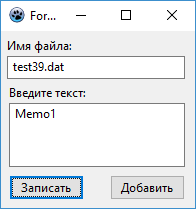 For...
Имя файла:
test39.dat
Введите текст:
Memo1
Записать Добавить